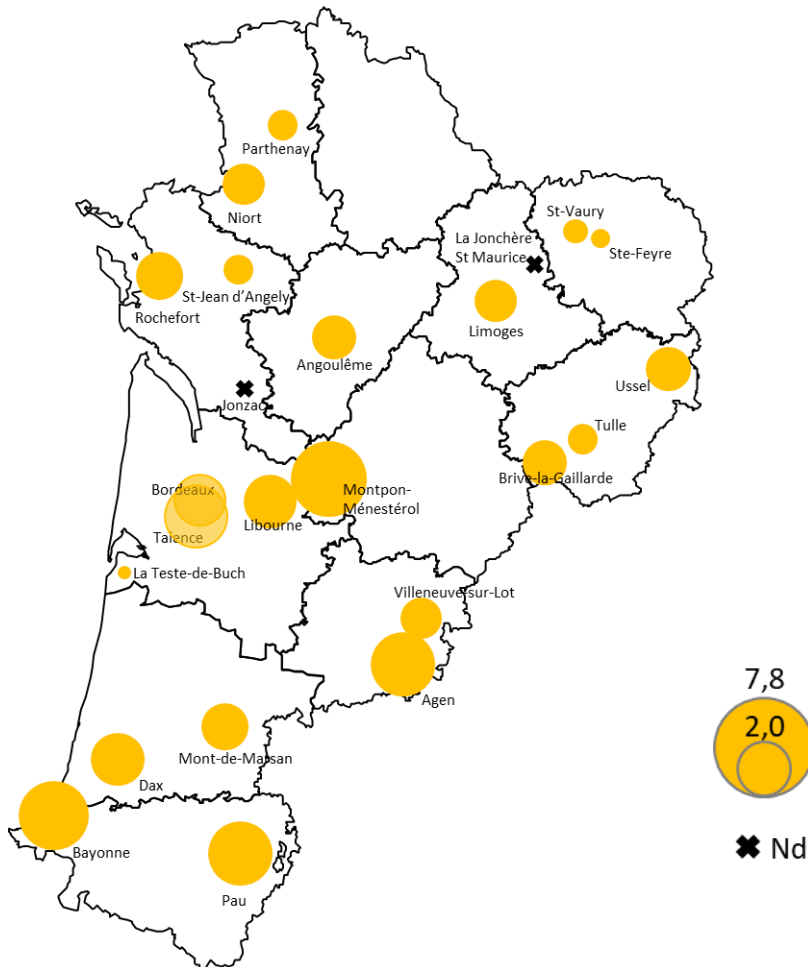 Parthenay
Niort
St-Vaury
La Jonchère
St Maurice
Ste-Feyre
St-Jean d'Angely
Rochefort
Limoges
Angoulême
Ussel
Jonzac
Tulle
Brive-la-Gaillarde
Bordeaux
Montpon-
Ménestérol
Libourne
Talence
La Teste-de-Buch
Villeneuve-sur-Lot
Agen
7,8
2,0
Mont-de-Marsan
Dax
Nd
Bayonne
Pau